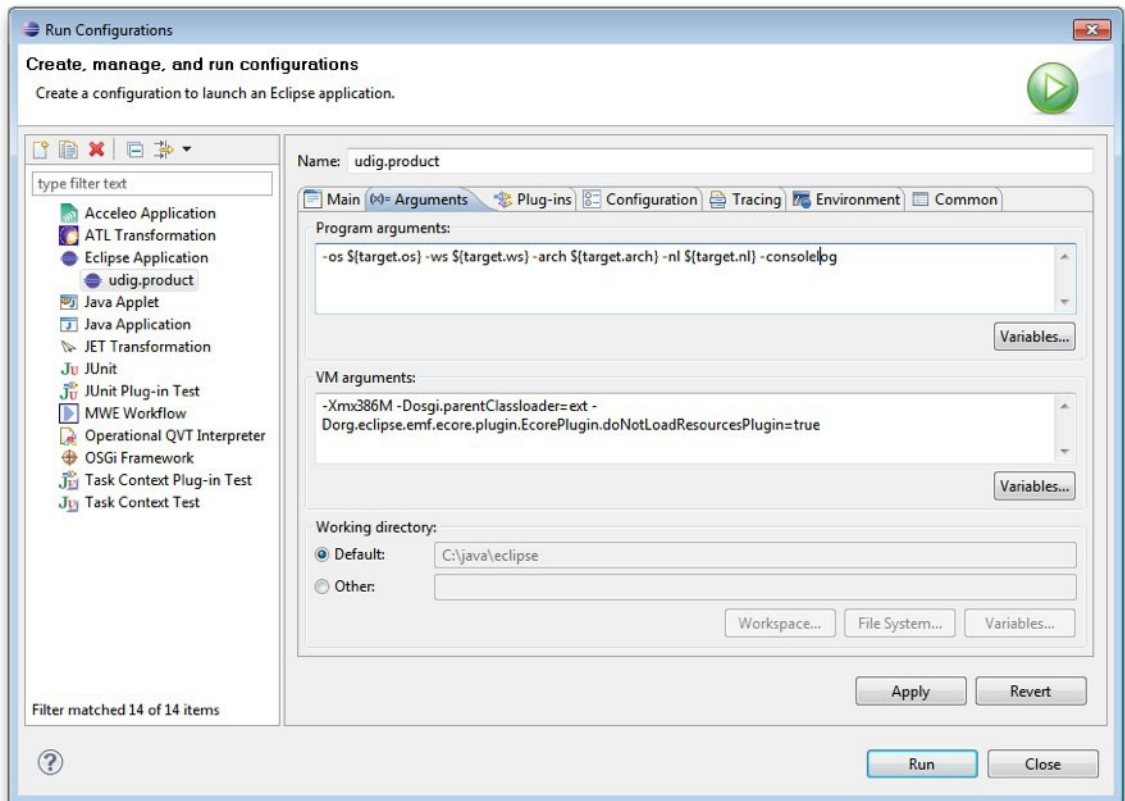 Run Configurations
Create, manage, and run configurations
Create a configuration to launch an Eclipse application.
type filter text
Acceleo Application
ATL Transformation
Eclipse Application
udig.product
Java Applet
Java Application
JET Transformation
Ju JUnit
JUnit Plug-in Test
MWE Workflow
Operational QVT Interpreter
OSGi Framework
Task Context Plug-in Test
Task Context Test
Filter matched 14 of 14 items
Name: udig.product
Main (x)= Arguments Plug-ins Configuration Tracing Environment Common
Program arguments:
-os ${target.os} -ws ${target.ws} -arch ${target.arch} -nl ${target.nl} -consolelog
Variables...
VM arguments:
-Xmx386M -Dosgi.parentClassloader=ext -
Dorg.eclipse.emf.ecore.plugin.EcorePlugin.doNotLoadResourcesPlugin=true
Variables...
Working directory:
Default: C:\java\eclipse
Other:
Workspace... File System... Variables...
Apply Revert
Run Close